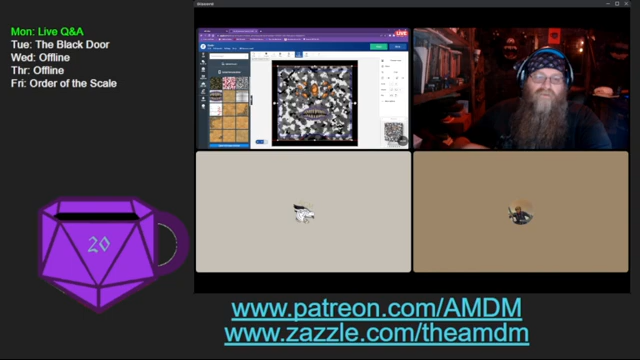 Mon: Live Q&A
Tue: The Black Door
Wed: Offline
Thr: Offline
Fri: Order of the Scale
20
www.patreon.com/AMDM
www.zazzle.com/theamdm